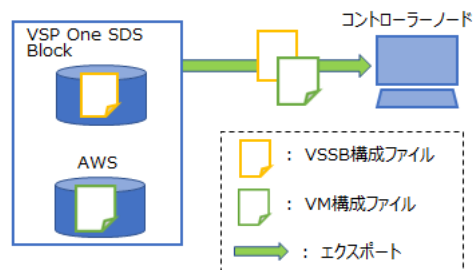 VSP One SDS
Block
AWS
コントローラーノード
： VSSB構成ファイル
： VM構成ファイル
： エクスポート